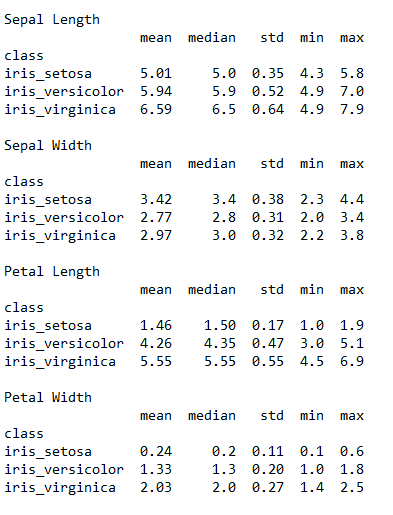 Sepal Length
mean median std min max
class
iris_setosa 5.01 5.0 0.35 4.3 5.8
iris_versicolor 5.94 5.9 0.52 4.9 7.0
iris_virginica 6.59 6.5 0.64 4.9 7.9
Sepal Width
mean median std min max
class
iris_setosa 3.42 3.4 0.38 2.3 4.4
iris_versicolor 2.77 2.8 0.31 2.0 3.4
iris_virginica 2.97 3.0 0.32 2.2 3.8
Petal Length
mean median std min max
class
iris_setosa 1.46 1.50 0.17 1.0 1.9
iris_versicolor 4.26 4.35 0.47 3.0 5.1
iris_virginica 5.55 5.55 0.55 4.5 6.9
Petal Width
mean median std min max
class
iris_setosa 0.24 0.2 0.11 0.1 0.6
iris_versicolor 1.33 1.3 0.20 1.0 1.8
iris_virginica 2.03 2.0 0.27 1.4 2.5